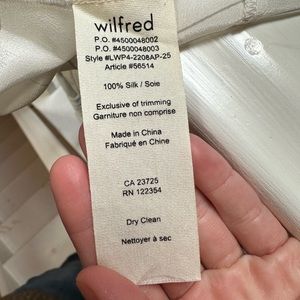 wilfred
P.O. #4500048002
P.O. #4500048003
Style #LWP4-2208AP-25
Article #56514
100% Silk / Soie
Exclusive of trimming
Garniture non comprise
Made in China
Fabriqué en Chine
CA 23725
RN 122354
Dry Clean
Nettoyer à sec